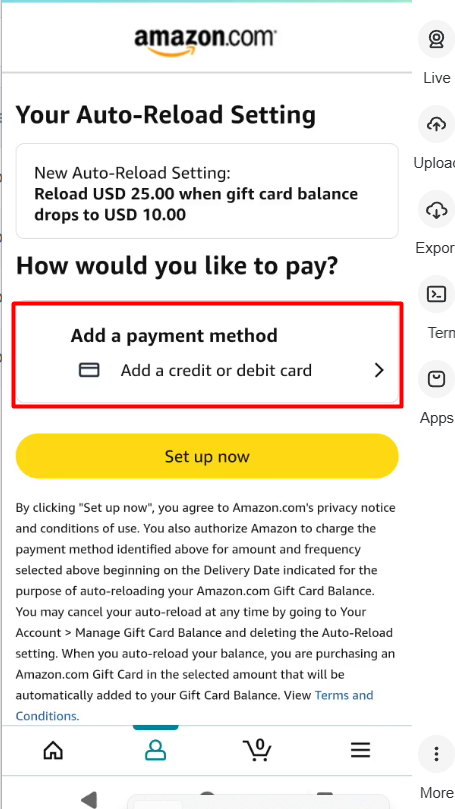 amazon.com
Live
Your Auto-Reload Setting
New Auto-Reload Setting:
Reload USD 25.00 when gift card balance
drops to USD 10.00
How would you like to pay?
Add a payment method
Add a credit or debit card
Set up now
By clicking "Set up now", you agree to Amazon.com's privacy notice
and conditions of use. You also authorize Amazon to charge the
payment method identified above for amount and frequency
selected above beginning on the Delivery Date indicated for the
purpose of auto-reloading your Amazon.com Gift Card Balance.
You may cancel your auto-reload at any time by going to Your
Account > Manage Gift Card Balance and deleting the Auto-Reload
setting. When you auto-reload your balance, you are purchasing an
Amazon.com Gift Card in the selected amount that will be
automatically added to your Gift Card Balance. View Terms and
Conditions.
0
Uploa
Expor
Tern
Apps
More